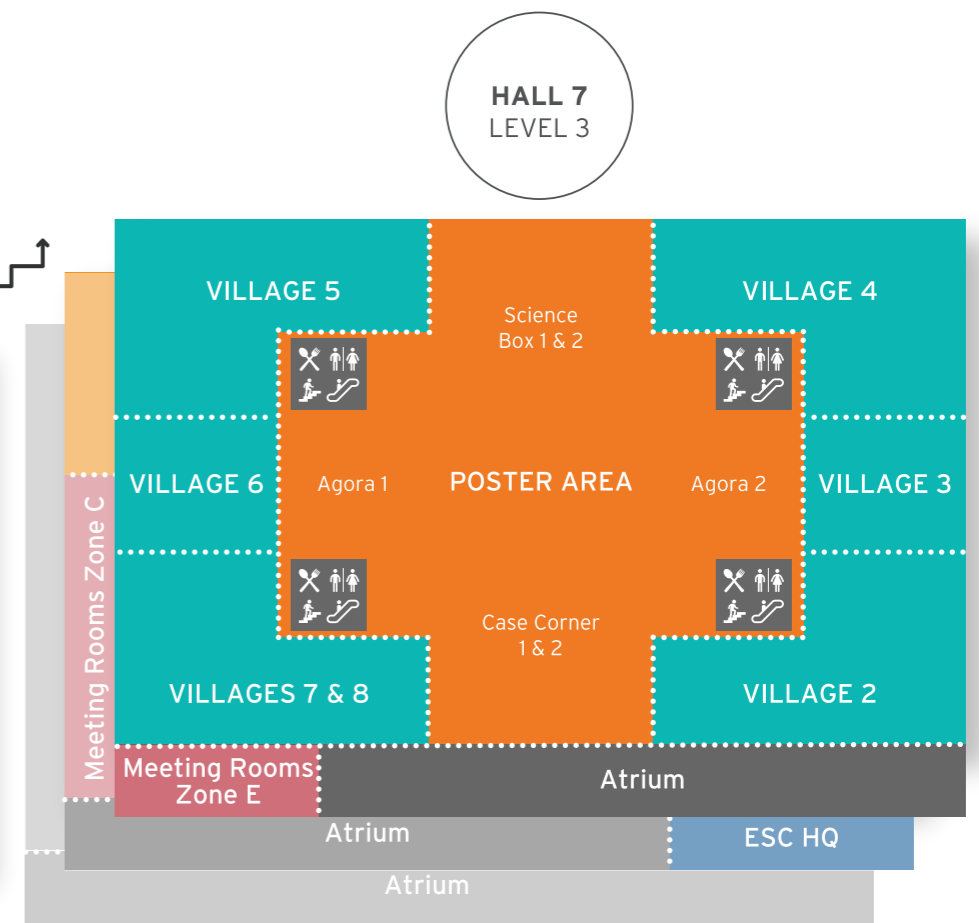 HALL 7
LEVEL 3
VILLAGE 5
VILLAGE 4
Science
Box 1 & 2
VILLAGE 6
Agora 1
POSTER AREA
Agora 2
VILLAGE 3
Meeting Rooms Zone C
Case Corner
1 & 2
VILLAGES 7 & 8
VILLAGE 2
Meeting Rooms
Zone E
Atrium
Atrium
ESC HQ
Atrium